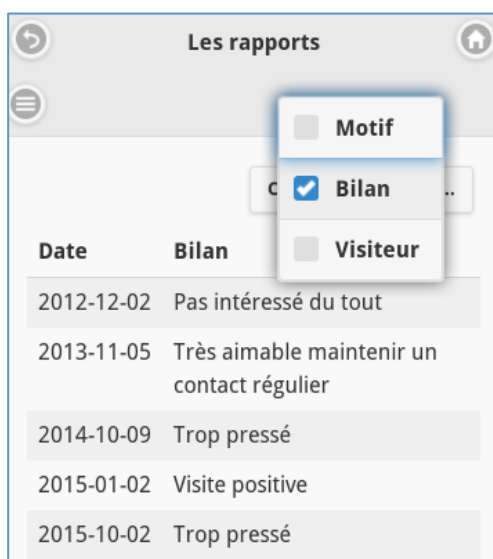 Les rapports
Motif
Bilan
Visiteur
Date Bilan
2012-12-02 Pas intéressé du tout
2013-11-05 Très aimable maintenir un
contact régulier
2014-10-09 Trop pressé
2015-01-02 Visite positive
2015-10-02 Trop pressé